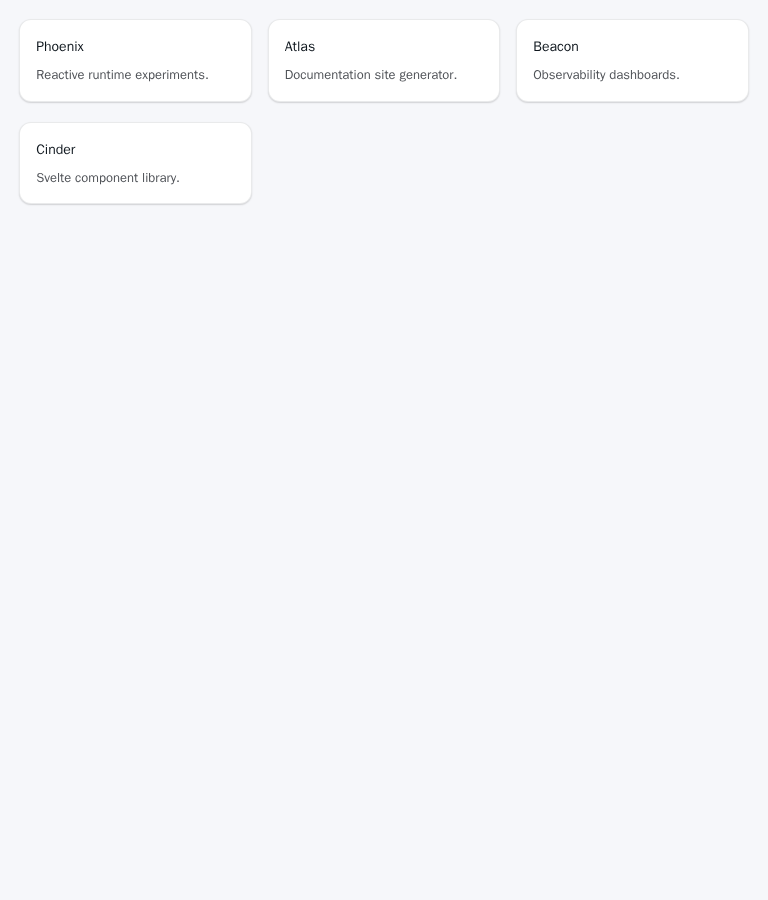 Phoenix
Reactive runtime experiments.
Atlas
Documentation site generator.
Beacon
Observability dashboards.
Cinder
Svelte component library.